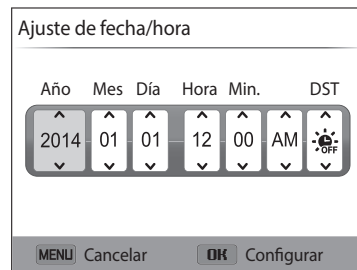 Ajuste de fecha/hora
Año Mes Día Hora Min. DST
2014 01 01 12 00 AM OFF
MENU Cancelar OK Configurar